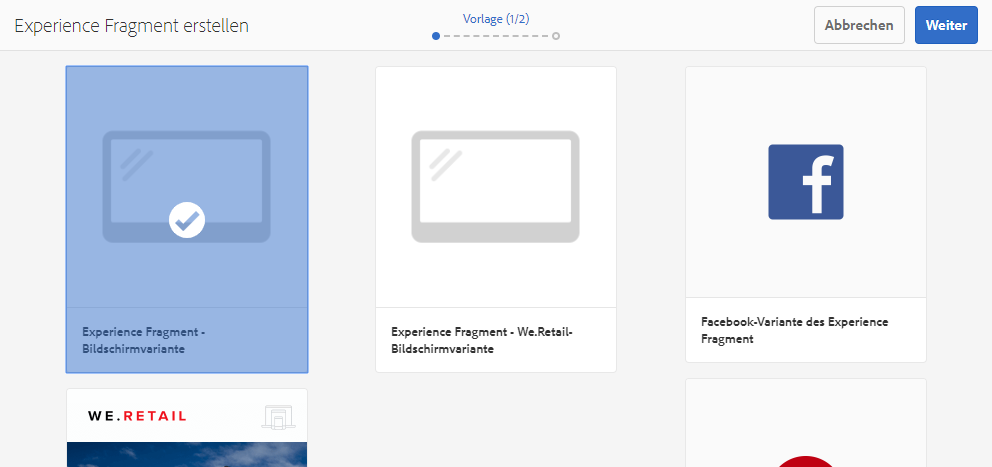 Experience Fragment erstellen
Vorlage (1/2)
Abbrechen
Weiter
Experience Fragment -
Bildschirmvariante
Experience Fragment - We.Retail-
Bildschirmvariante
Facebook-Variante des Experience
Fragment
WE.RETAIL